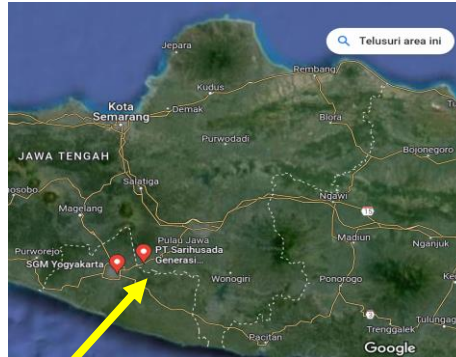 Telusuri area ini
Jepara
Kudus
Rembang
Kota
Semarang
Demak
Blora
Purwodadi
Bojonegoro
JAWA TENGAH
Salatiga
Ngawi
15
Magelang
Pulau Jawa
Madiun
Nganjuk
Purworejo
PT Sarihusada
Generasi
SGM Yogyakarta
Wonogiri
Ponorogo
Pacitan
Trenggalek
Google